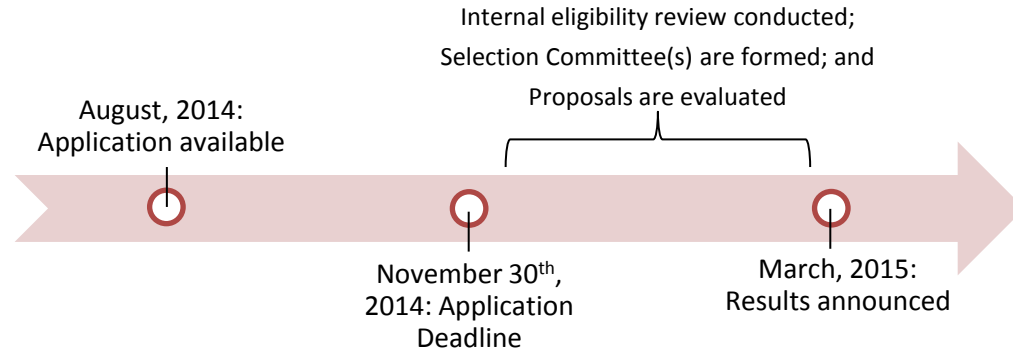 Internal eligibility review conducted;
Selection Committee(s) are formed; and
Proposals are evaluated
August, 2014:
Application available
November 30th,
2014: Application
Deadline
March, 2015:
Results announced